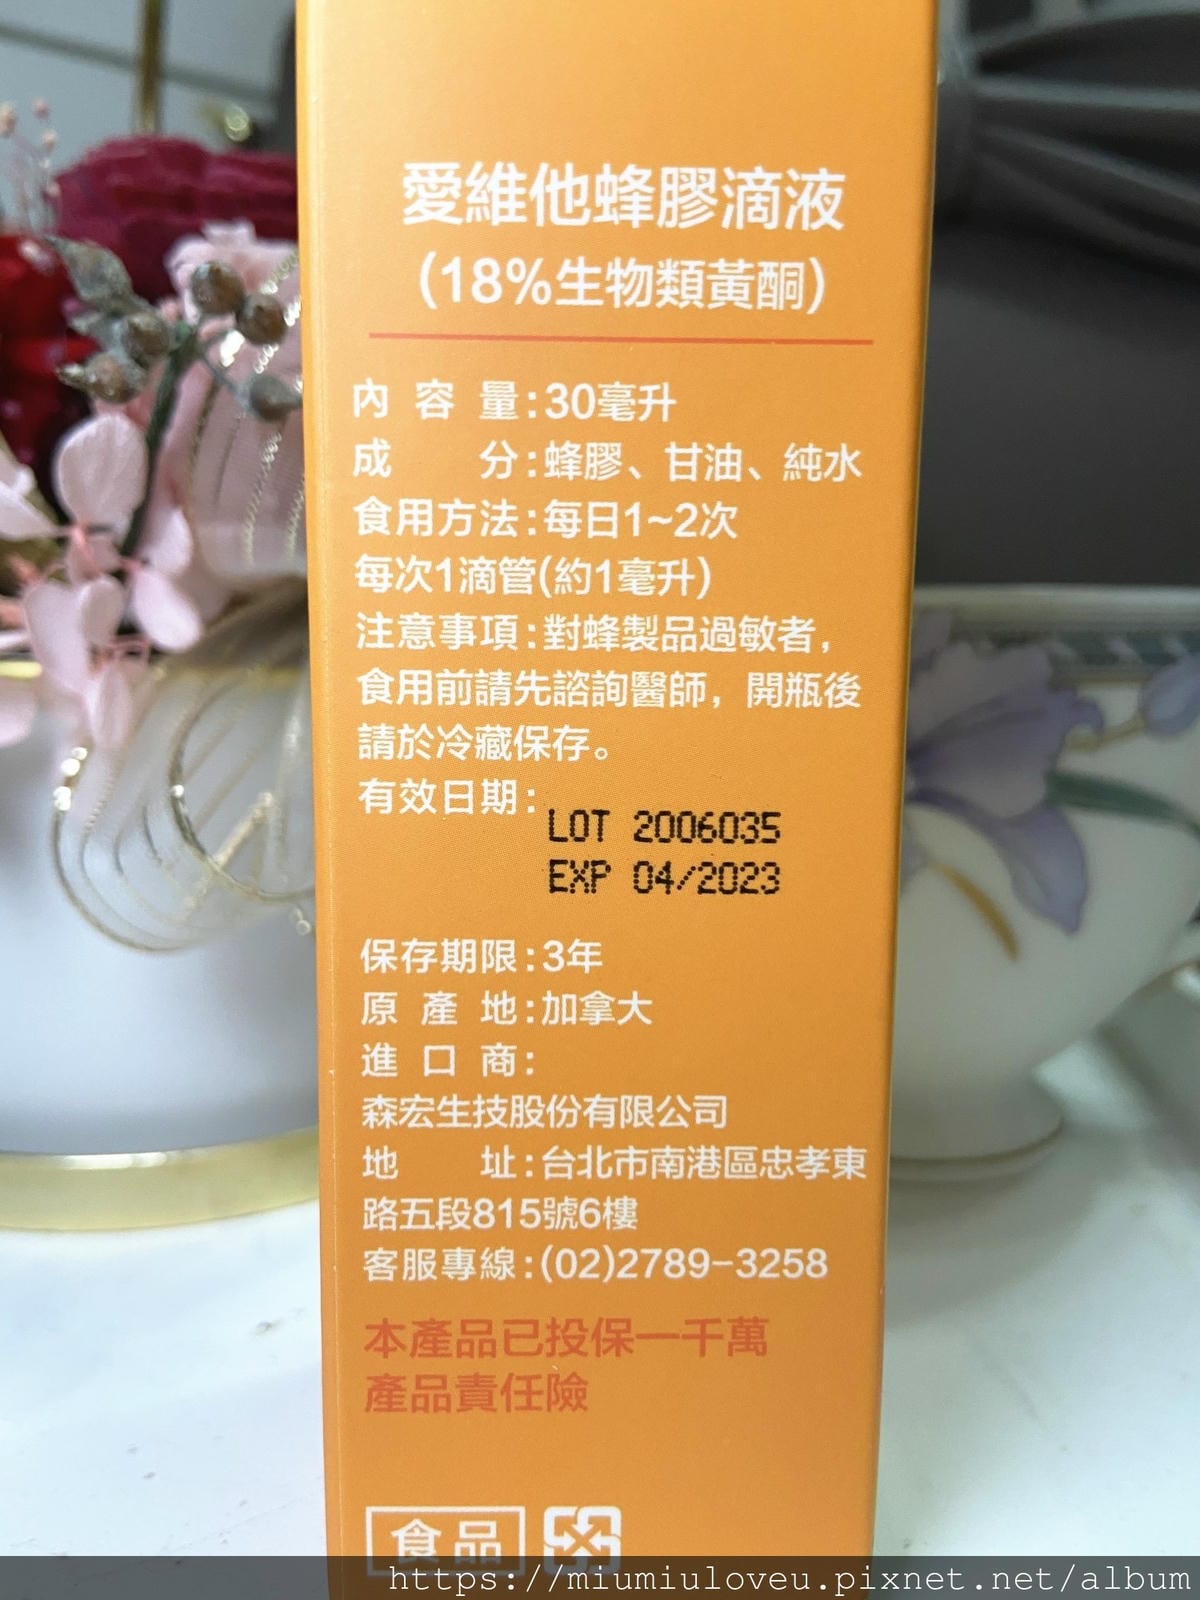 愛維他蜂膠滴液
(18%生物類黃酮)
內容量:30毫升
成分:蜂膠、甘油、純水
食用方法:每日1~2次
每次1滴管(約1毫升)
注意事項:對蜂製品過敏者,
食用前請先諮詢醫師,開瓶後
請於冷藏保存。
有效日期:
LOT 2006035
EXP 04/2023
保存期限:3年
原產地:加拿大
進口商:
森宏生技股份有限公司
地址:台北市南港區忠孝東
路五段815號6樓
客服專線:(02)2789-3258
本產品已投保一千萬
產品責任險
食品
https://miumiuloveu.pixnet.net/album